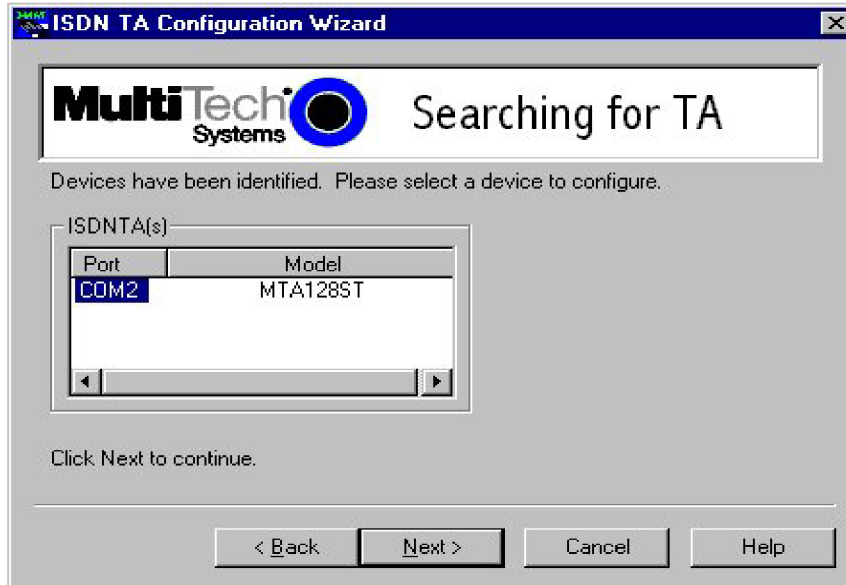 ISDN TA Configuration Wizard
MultiTech
Systems
Searching for TA
Devices have been identified.  Please select a device to configure.
ISDNTA(s)
Port Model
COM2 MTA128ST
Click Next to continue.
< Back Next > Cancel Help